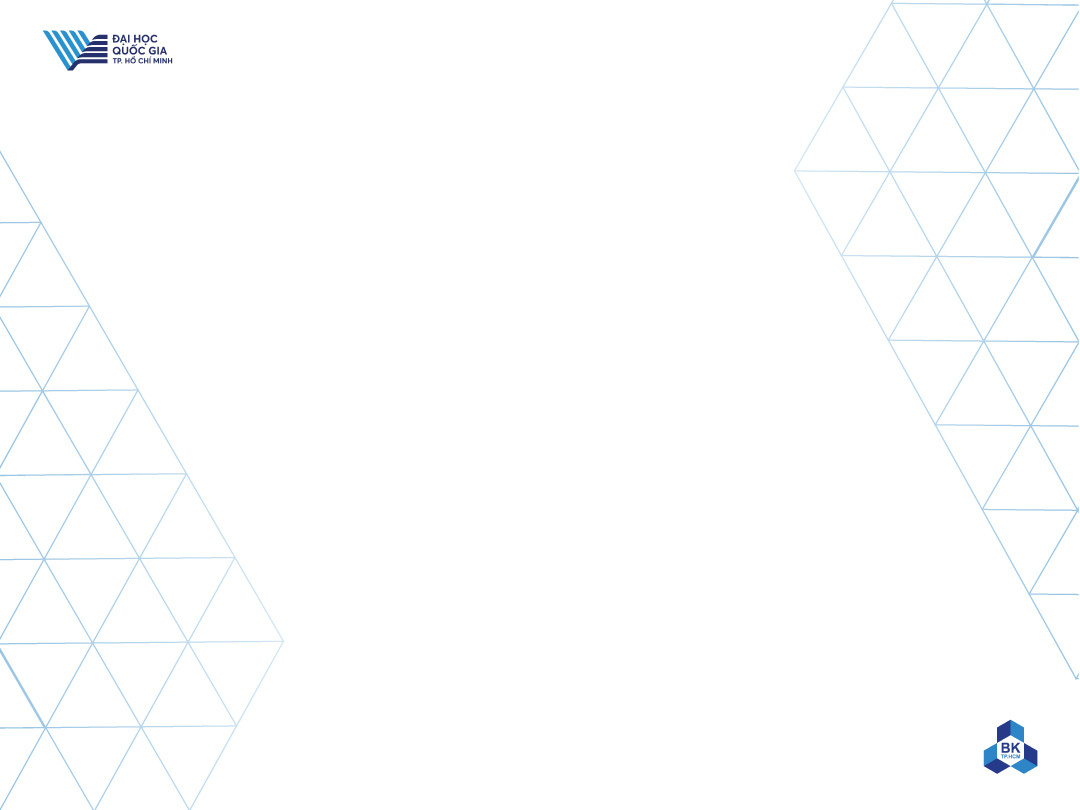 ĐẠI HỌC
QUỐC GIA
TP. HỒ CHÍ MINH
BK
TP.HCM